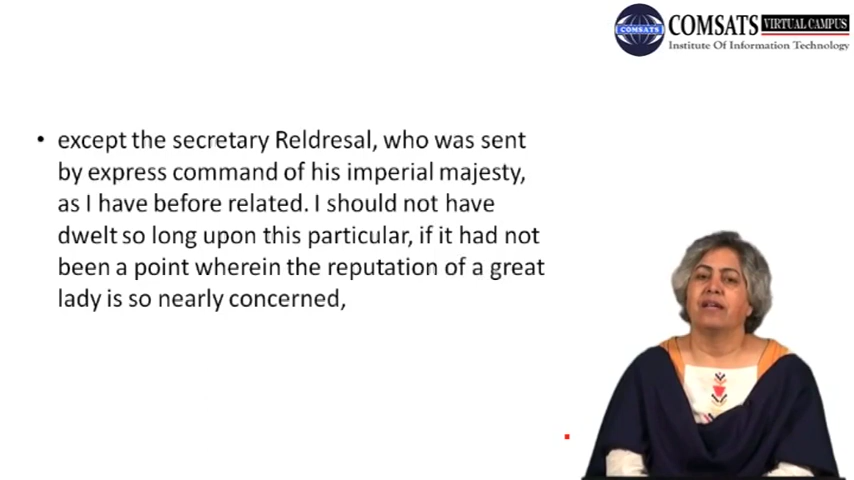 COMSATS
COMSATS VIRTUAL CAMPUS
Institute Of Information Technology
• except the secretary Reldresal, who was sent
by express command of his imperial majesty,
as I have before related. I should not have
dwelt so long upon this particular, if it had not
been a point wherein the reputation of a great
lady is so nearly concerned,